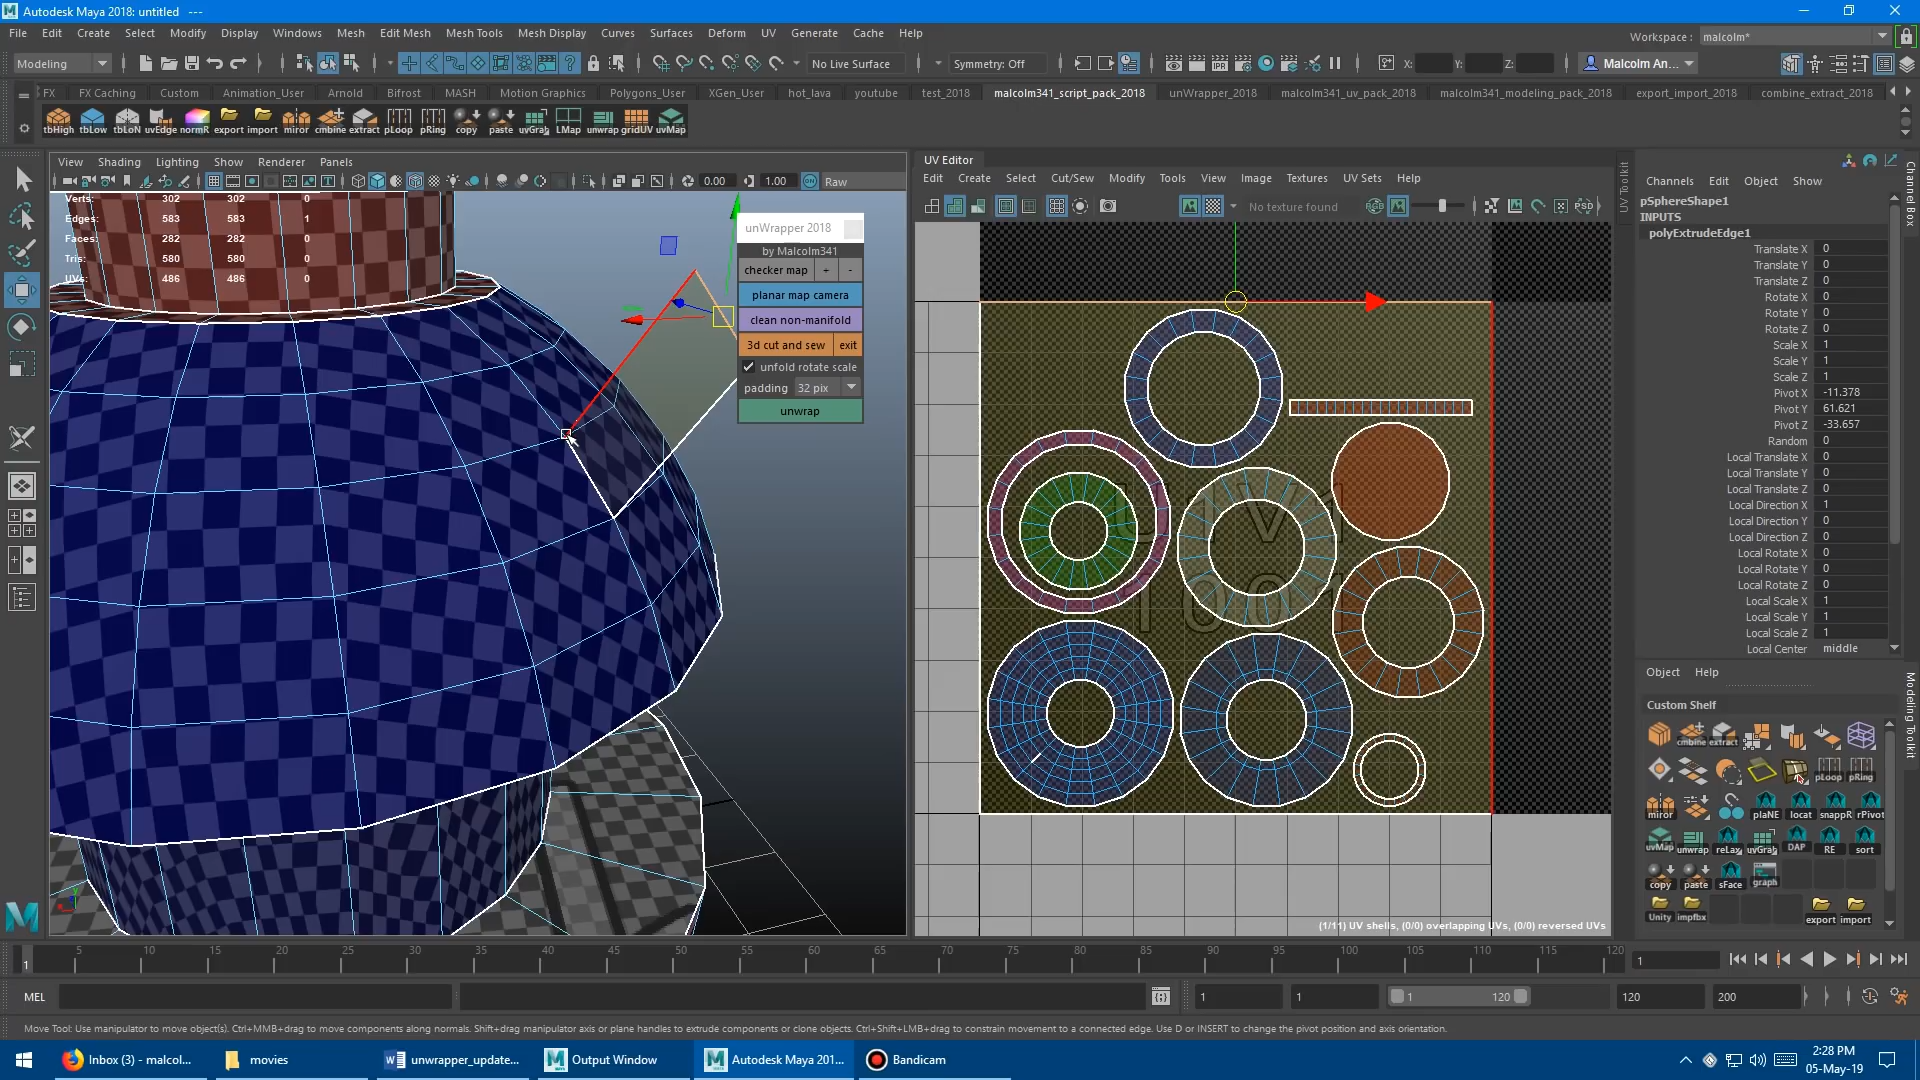 Autodesk Maya 2018: untitled   ---
File Edit Create Select Modify Display Windows Mesh Edit Mesh Mesh Tools Mesh Display Curves Surfaces Deform UV Generate Cache Help
Workspace : malcolm*
Modeling No Live Surface Symmetry: Off X: Y: Z: Malcolm An...
FX FX Caching Custom Animation_User Arnold Bifrost MASH Motion Graphics Polygons_User XGen_User hot_lava youtube test_2018 malcolm341_script_pack_2018 unWrapper_2018 malcolm341_uv_pack_2018 malcolm341_modeling_pack_2018 export_import_2018 combine_extract_2018
tbHigh tbLow tbLoN uvEdge normR export import miror cmbine extract pLoop pRing copy paste uvGrab LMap unwrap gridUV uvMap
View Shading Lighting Show Renderer Panels
0.00 1.00 Raw
Verts: 302 302 0
Edges: 583 583 1
Faces: 282 282 0
Tris: 580 580 0
UVs: 486 486 0
unWrapper 2018
by Malcolm341
checker map + -
planar map camera
clean non-manifold
3d cut and sew exit
unfold rotate scale
padding 32 pix
unwrap
UV Editor
View Create Select Cut/Sew Modify Tools View Image Textures UV Sets Help
No texture found
RGB PSD
(1/11) UV shells, (0/0) overlapping UVs, (0/0) reversed UVs
UV Toolkit
Channels Edit Object Show
pSphereShape1
INPUTS
polyExtrudeEdge1
Translate X 0
Translate Y 0
Translate Z 0
Rotate X 0
Rotate Y 0
Rotate Z 0
Scale X 1
Scale Y 1
Scale Z 1
Pivot X -11.378
Pivot Y 61.621
Pivot Z -33.657
Random 0
Local Translate X 0
Local Translate Y 0
Local Translate Z 0
Local Direction X 1
Local Direction Y 0
Local Direction Z 0
Local Rotate X 0
Local Rotate Y 0
Local Rotate Z 0
Local Scale X 1
Local Scale Y 1
Local Scale Z 1
Local Center middle
Channel Box
Modeling Toolkit
Object Help
Custom Shelf
cmbine extract
pLoop pRing
miror plaNE locat snappR rPivot
uvMap unwrap reLax uvGrab DAP RE sort
copy paste sFace graph
Unity impfbx export import
5 10 15 20 25 30 35 40 45 50 55 60 65 70 75 80 85 90 95 100 105 110 115 120
1 1
MEL 1 1 1 120 120 200
Move Tool: Use manipulator to move object(s). Ctrl+MMB+drag to move components along normals. Shift+drag manipulator axis or plane handles to extrude components or clone objects. Ctrl+Shift+LMB+drag to constrain movement to a connected edge. Use D or INSERT to change the pivot position and axis orientation.
Inbox (3) - malcol... movies unwrapper_update... Output Window Autodesk Maya 201... Bandicam
2:28 PM
05-May-19